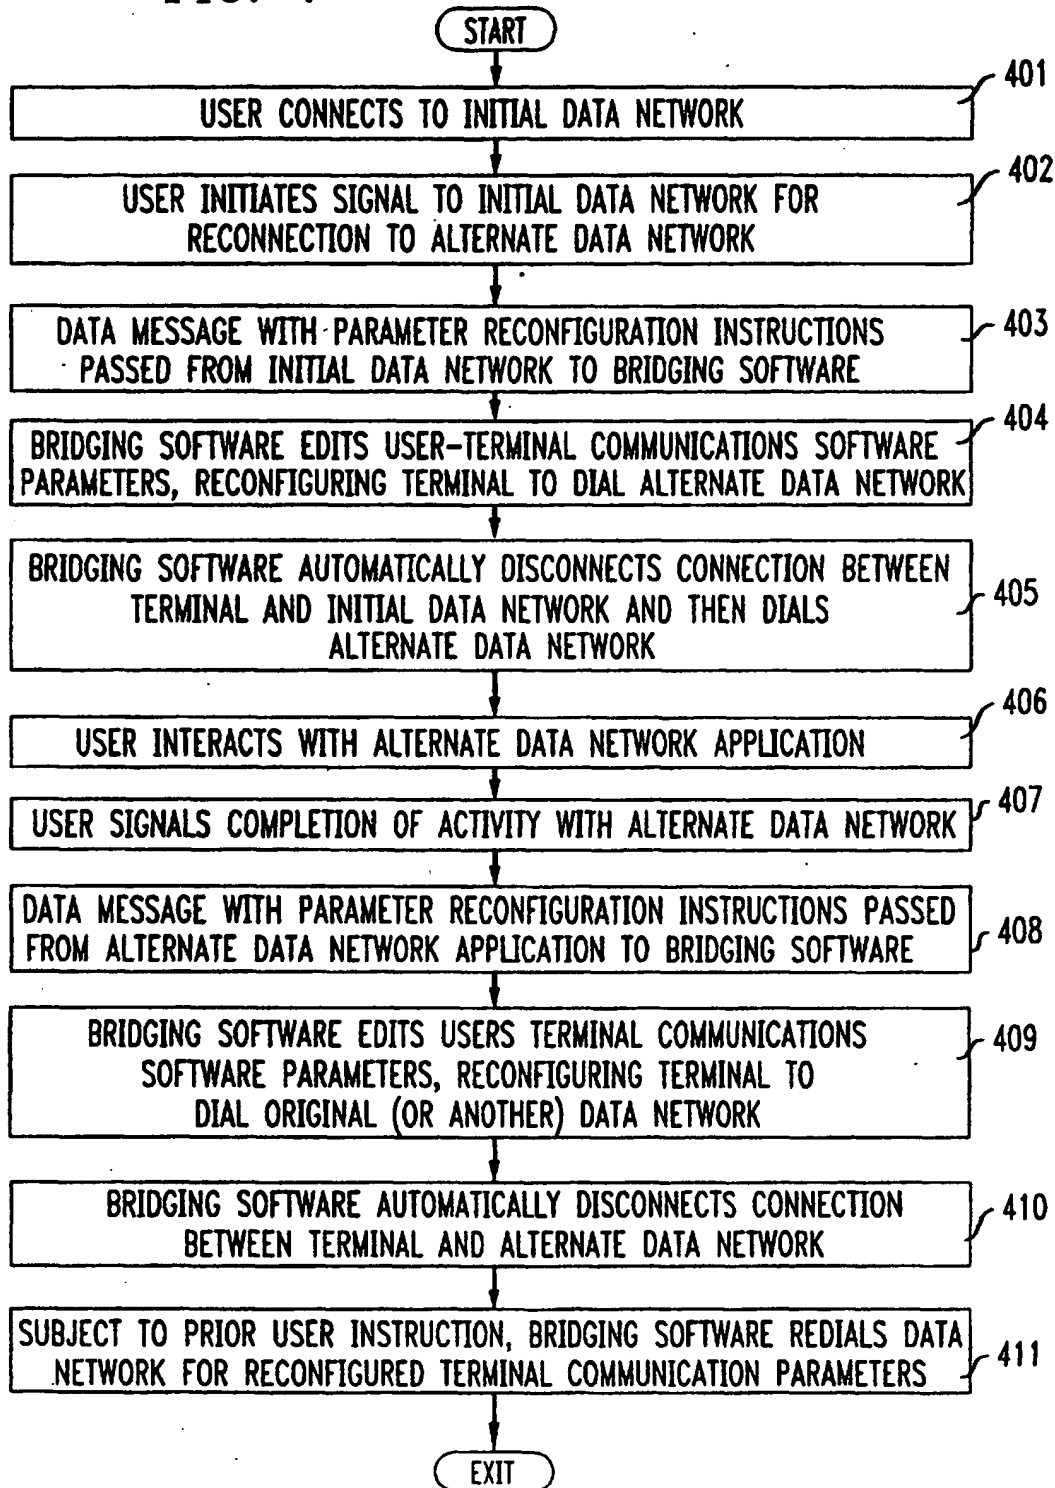 START
401
USER CONNECTS TO INITIAL DATA NETWORK
402
USER INITIATES SIGNAL TO INITIAL DATA NETWORK FOR
RECONNECTION TO ALTERNATE DATA NETWORK
403
DATA MESSAGE WITH PARAMETER RECONFIGURATION INSTRUCTIONS
PASSED FROM INITIAL DATA NETWORK TO BRIDGING SOFTWARE
404
BRIDGING SOFTWARE EDITS USER-TERMINAL COMMUNICATIONS SOFTWARE
PARAMETERS, RECONFIGURING TERMINAL TO DIAL ALTERNATE DATA NETWORK
BRIDGING SOFTWARE AUTOMATICALLY DISCONNECTS CONNECTION BETWEEN
TERMINAL AND INITIAL DATA NETWORK AND THEN DIALS
ALTERNATE DATA NETWORK
405
406
USER INTERACTS WITH ALTERNATE DATA NETWORK APPLICATION
407
USER SIGNALS COMPLETION OF ACTIVITY WITH ALTERNATE DATA NETWORK
DATA MESSAGE WITH PARAMETER RECONFIGURATION INSTRUCTIONS PASSED
FROM ALTERNATE DATA NETWORK APPLICATION TO BRIDGING SOFTWARE
408
BRIDGING SOFTWARE EDITS USERS TERMINAL COMMUNICATIONS
SOFTWARE PARAMETERS, RECONFIGURING TERMINAL TO
DIAL ORIGINAL (OR ANOTHER) DATA NETWORK
409
BRIDGING SOFTWARE AUTOMATICALLY DISCONNECTS CONNECTION
BETWEEN TERMINAL AND ALTERNATE DATA NETWORK
410
SUBJECT TO PRIOR USER INSTRUCTION, BRIDGING SOFTWARE REDIALS DATA
NETWORK FOR RECONFIGURED TERMINAL COMMUNICATION PARAMETERS
411
EXIT